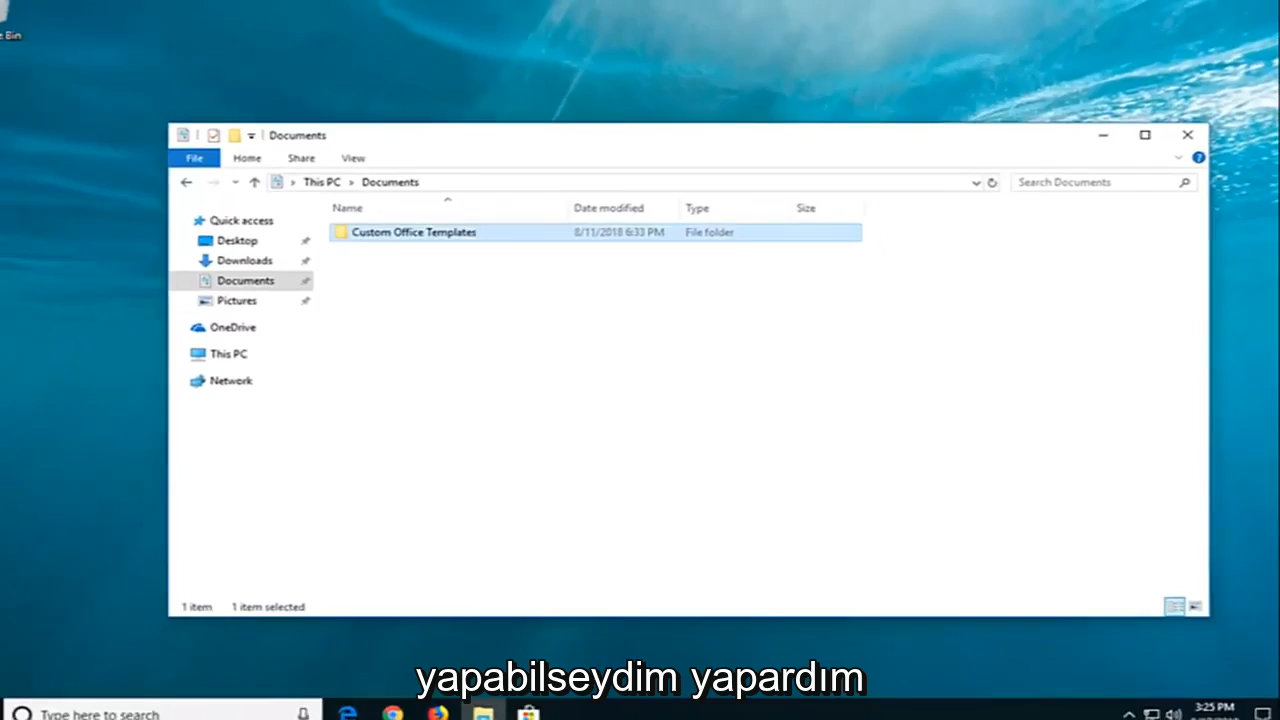 Bin
Documents
File Home Share View
This PC Documents
Search Documents
Name Date modified Type Size
Custom Office Templates 8/11/2018 6:33 PM File folder
Quick access
Desktop
Downloads
Documents
Pictures
OneDrive
This PC
Network
1 item 1 item selected
yapabilseydim yapardım
Type here to search
3:25 PM